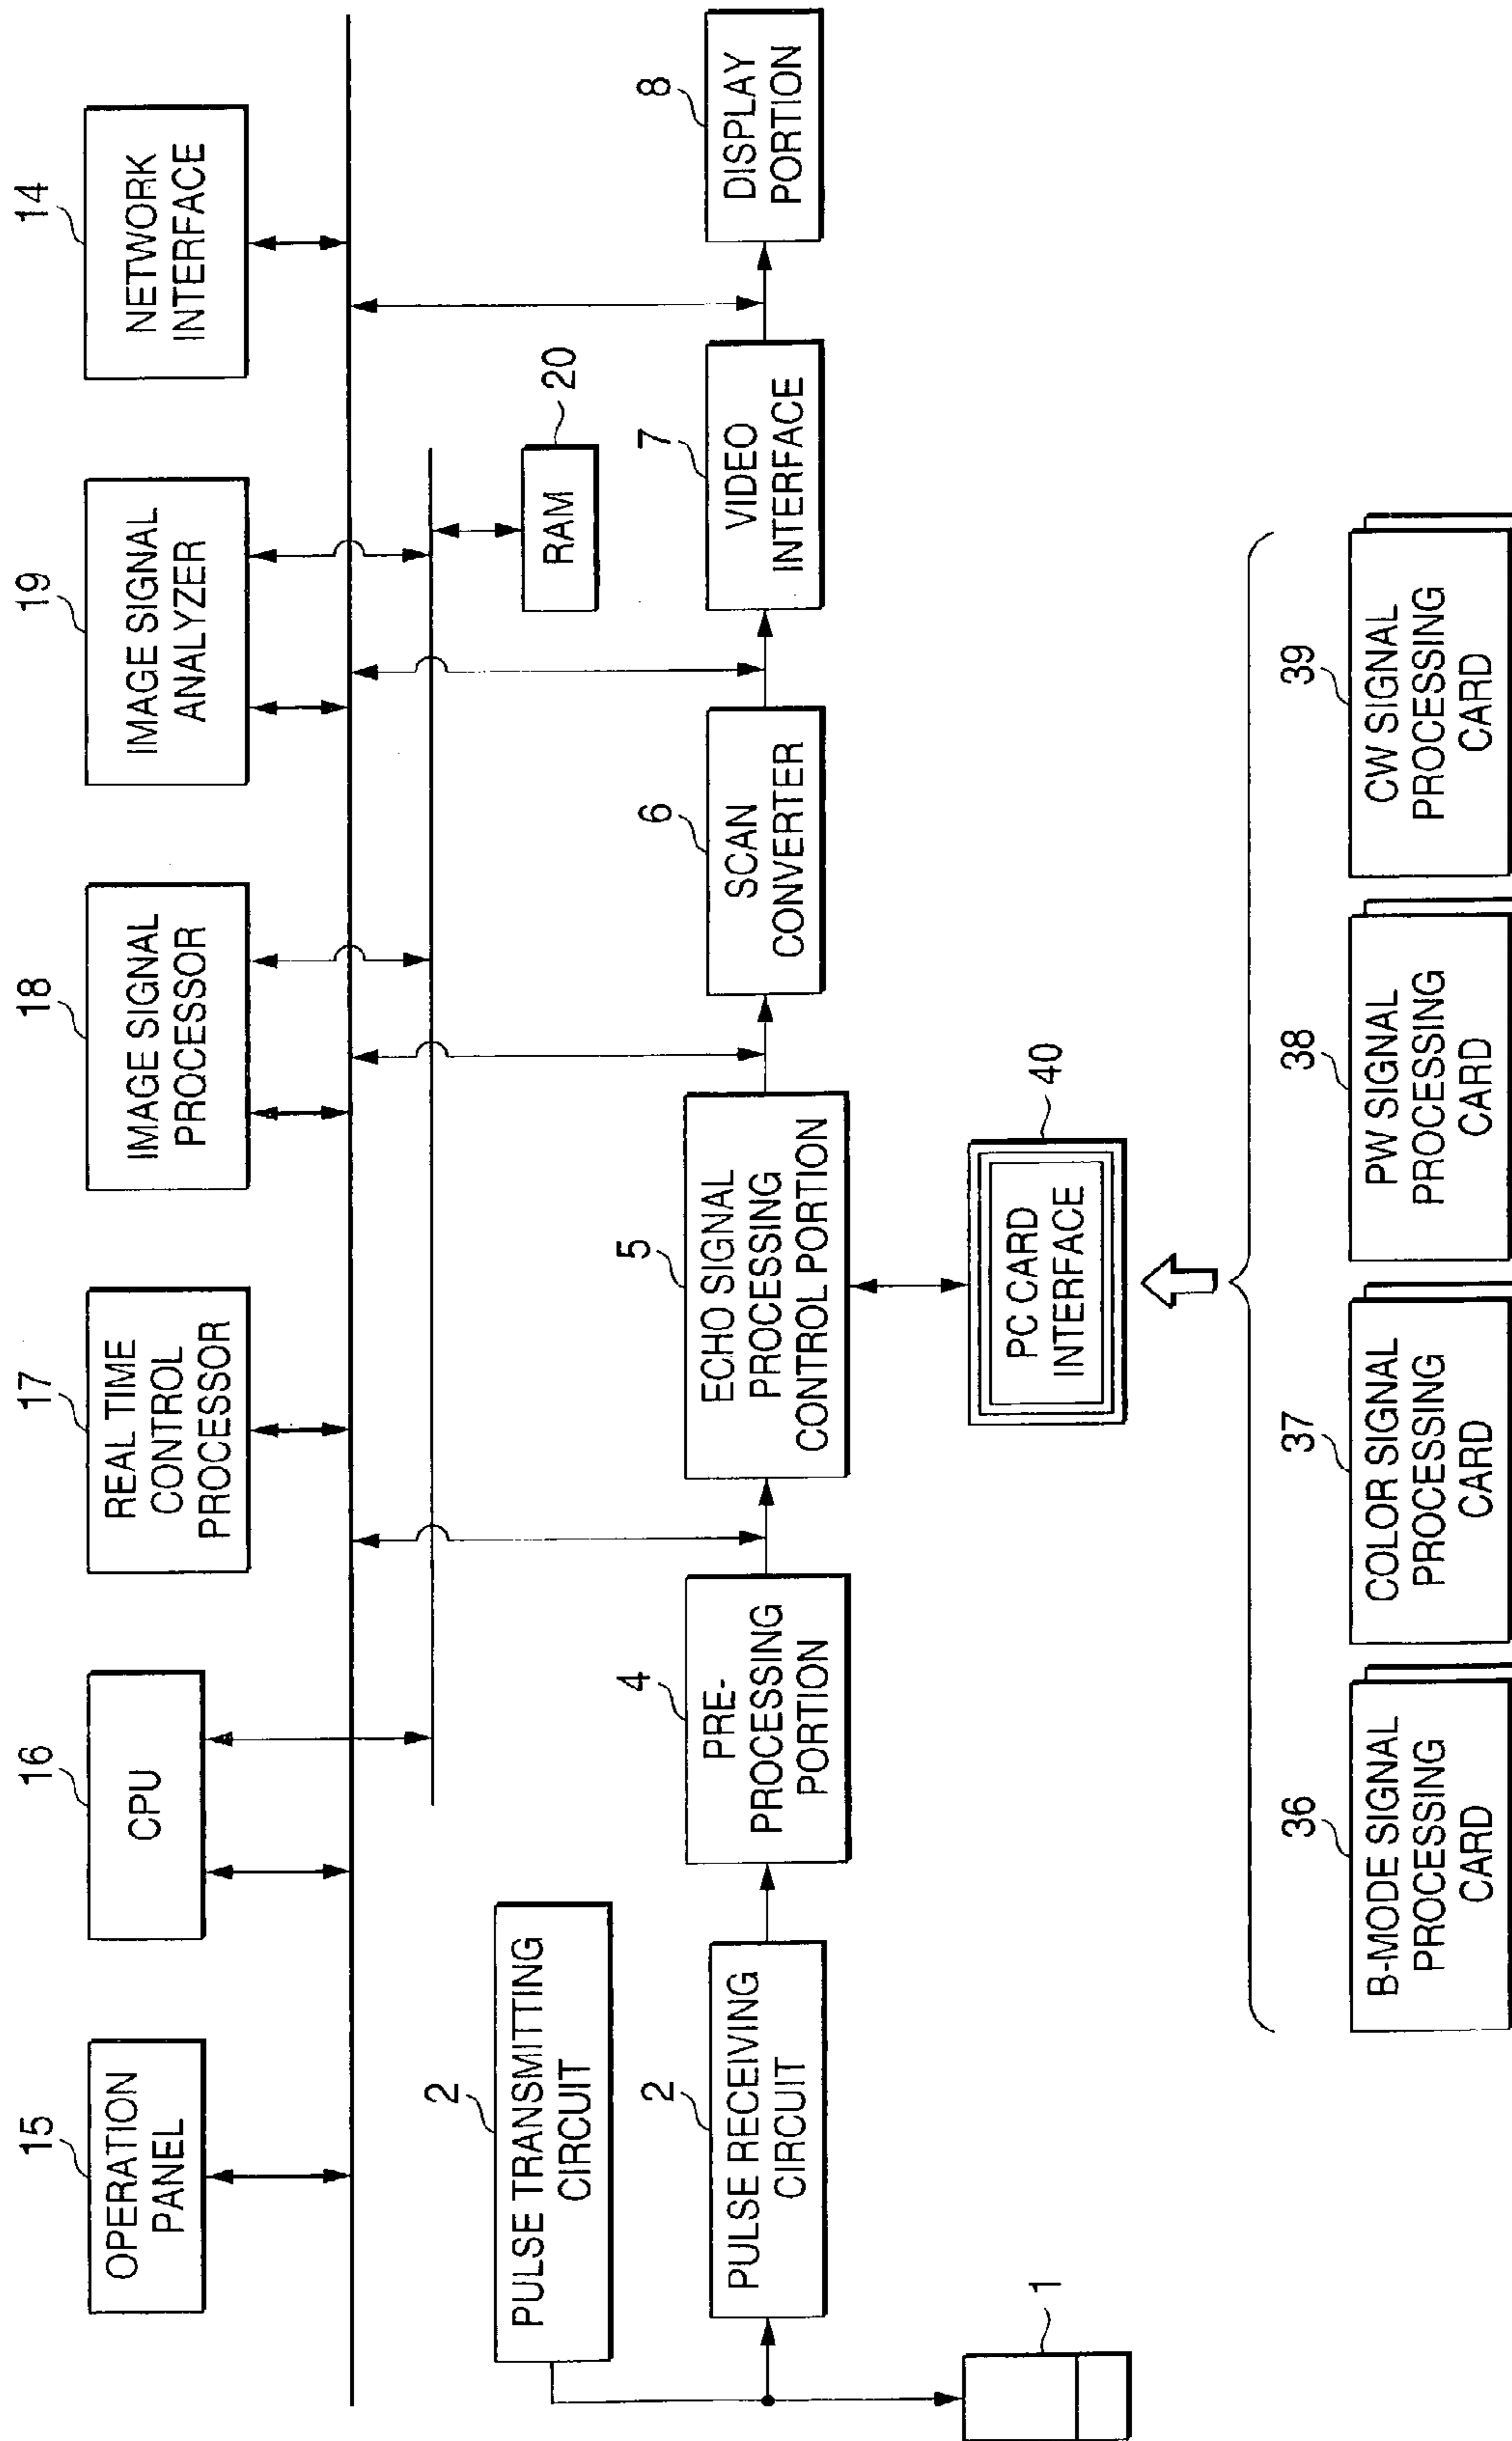 15
OPERATION
PANEL
16
CPU
17
REAL TIME
CONTROL
PROCESSOR
18
IMAGE SIGNAL
PROCESSOR
19
IMAGE SIGNAL
ANALYZER
14
NETWORK
INTERFACE
20
RAM
2
PULSE TRANSMITTING
CIRCUIT
2
PULSE RECEIVING
CIRCUIT
4
PRE-
PROCESSING
PORTION
5
ECHO SIGNAL
PROCESSING
CONTROL PORTION
6
SCAN
CONVERTER
7
VIDEO
INTERFACE
8
DISPLAY
PORTION
1
40
PC CARD
INTERFACE
36
B-MODE SIGNAL
PROCESSING
CARD
37
COLOR SIGNAL
PROCESSING
CARD
38
PW SIGNAL
PROCESSING
CARD
39
CW SIGNAL
PROCESSING
CARD